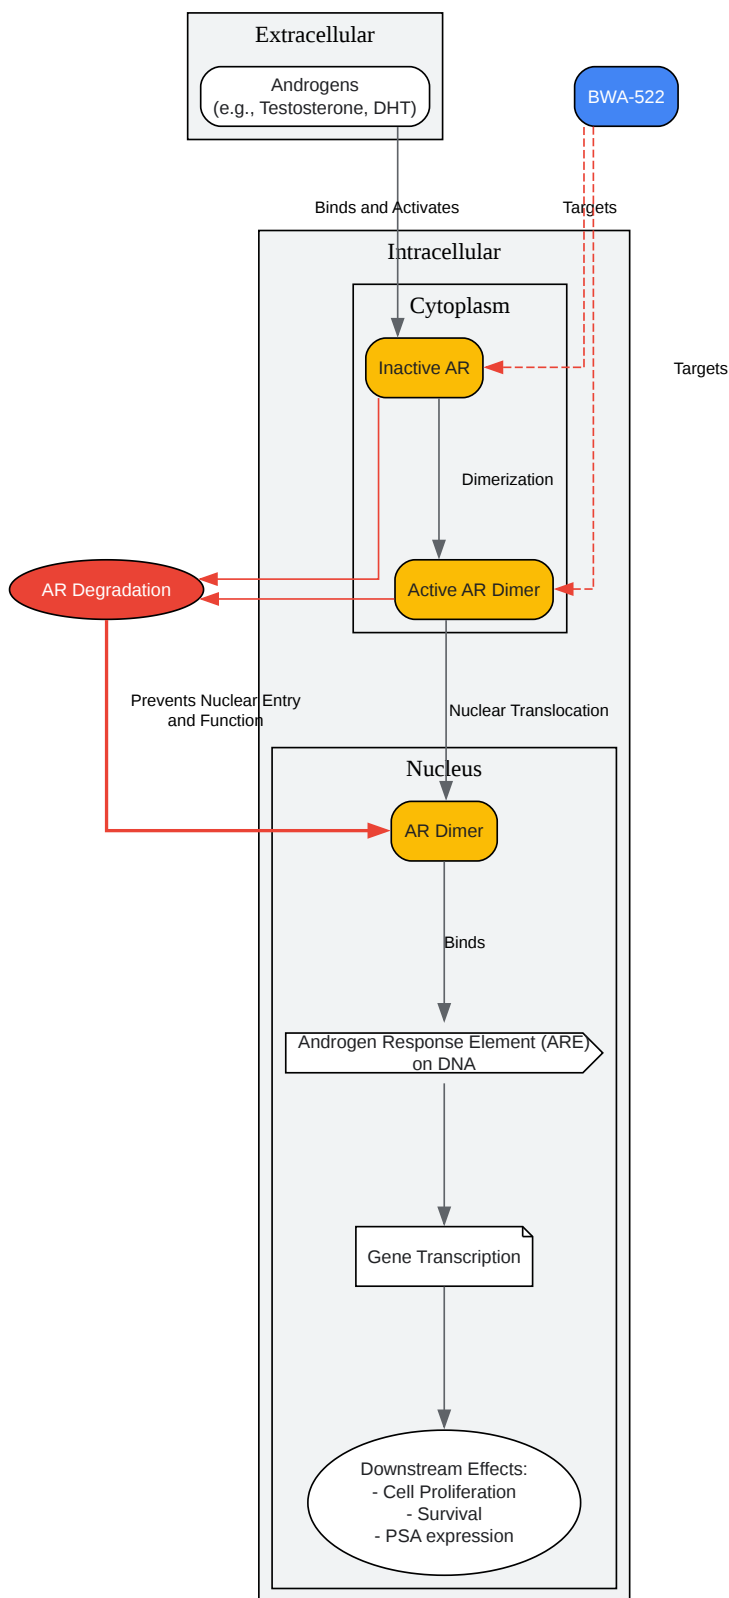 Extracellular
Androgens
(e.g., Testosterone, DHT)
BWA-522
Binds and Activates
Targets
Intracellular
Cytoplasm
Inactive AR
Targets
Dimerization
AR Degradation
Active AR Dimer
Prevents Nuclear Entry
and Function
Nuclear Translocation
Nucleus
AR Dimer
Binds
Androgen Response Element (ARE)
on DNA
Gene Transcription
Downstream Effects:
- Cell Proliferation
- Survival
- PSA expression